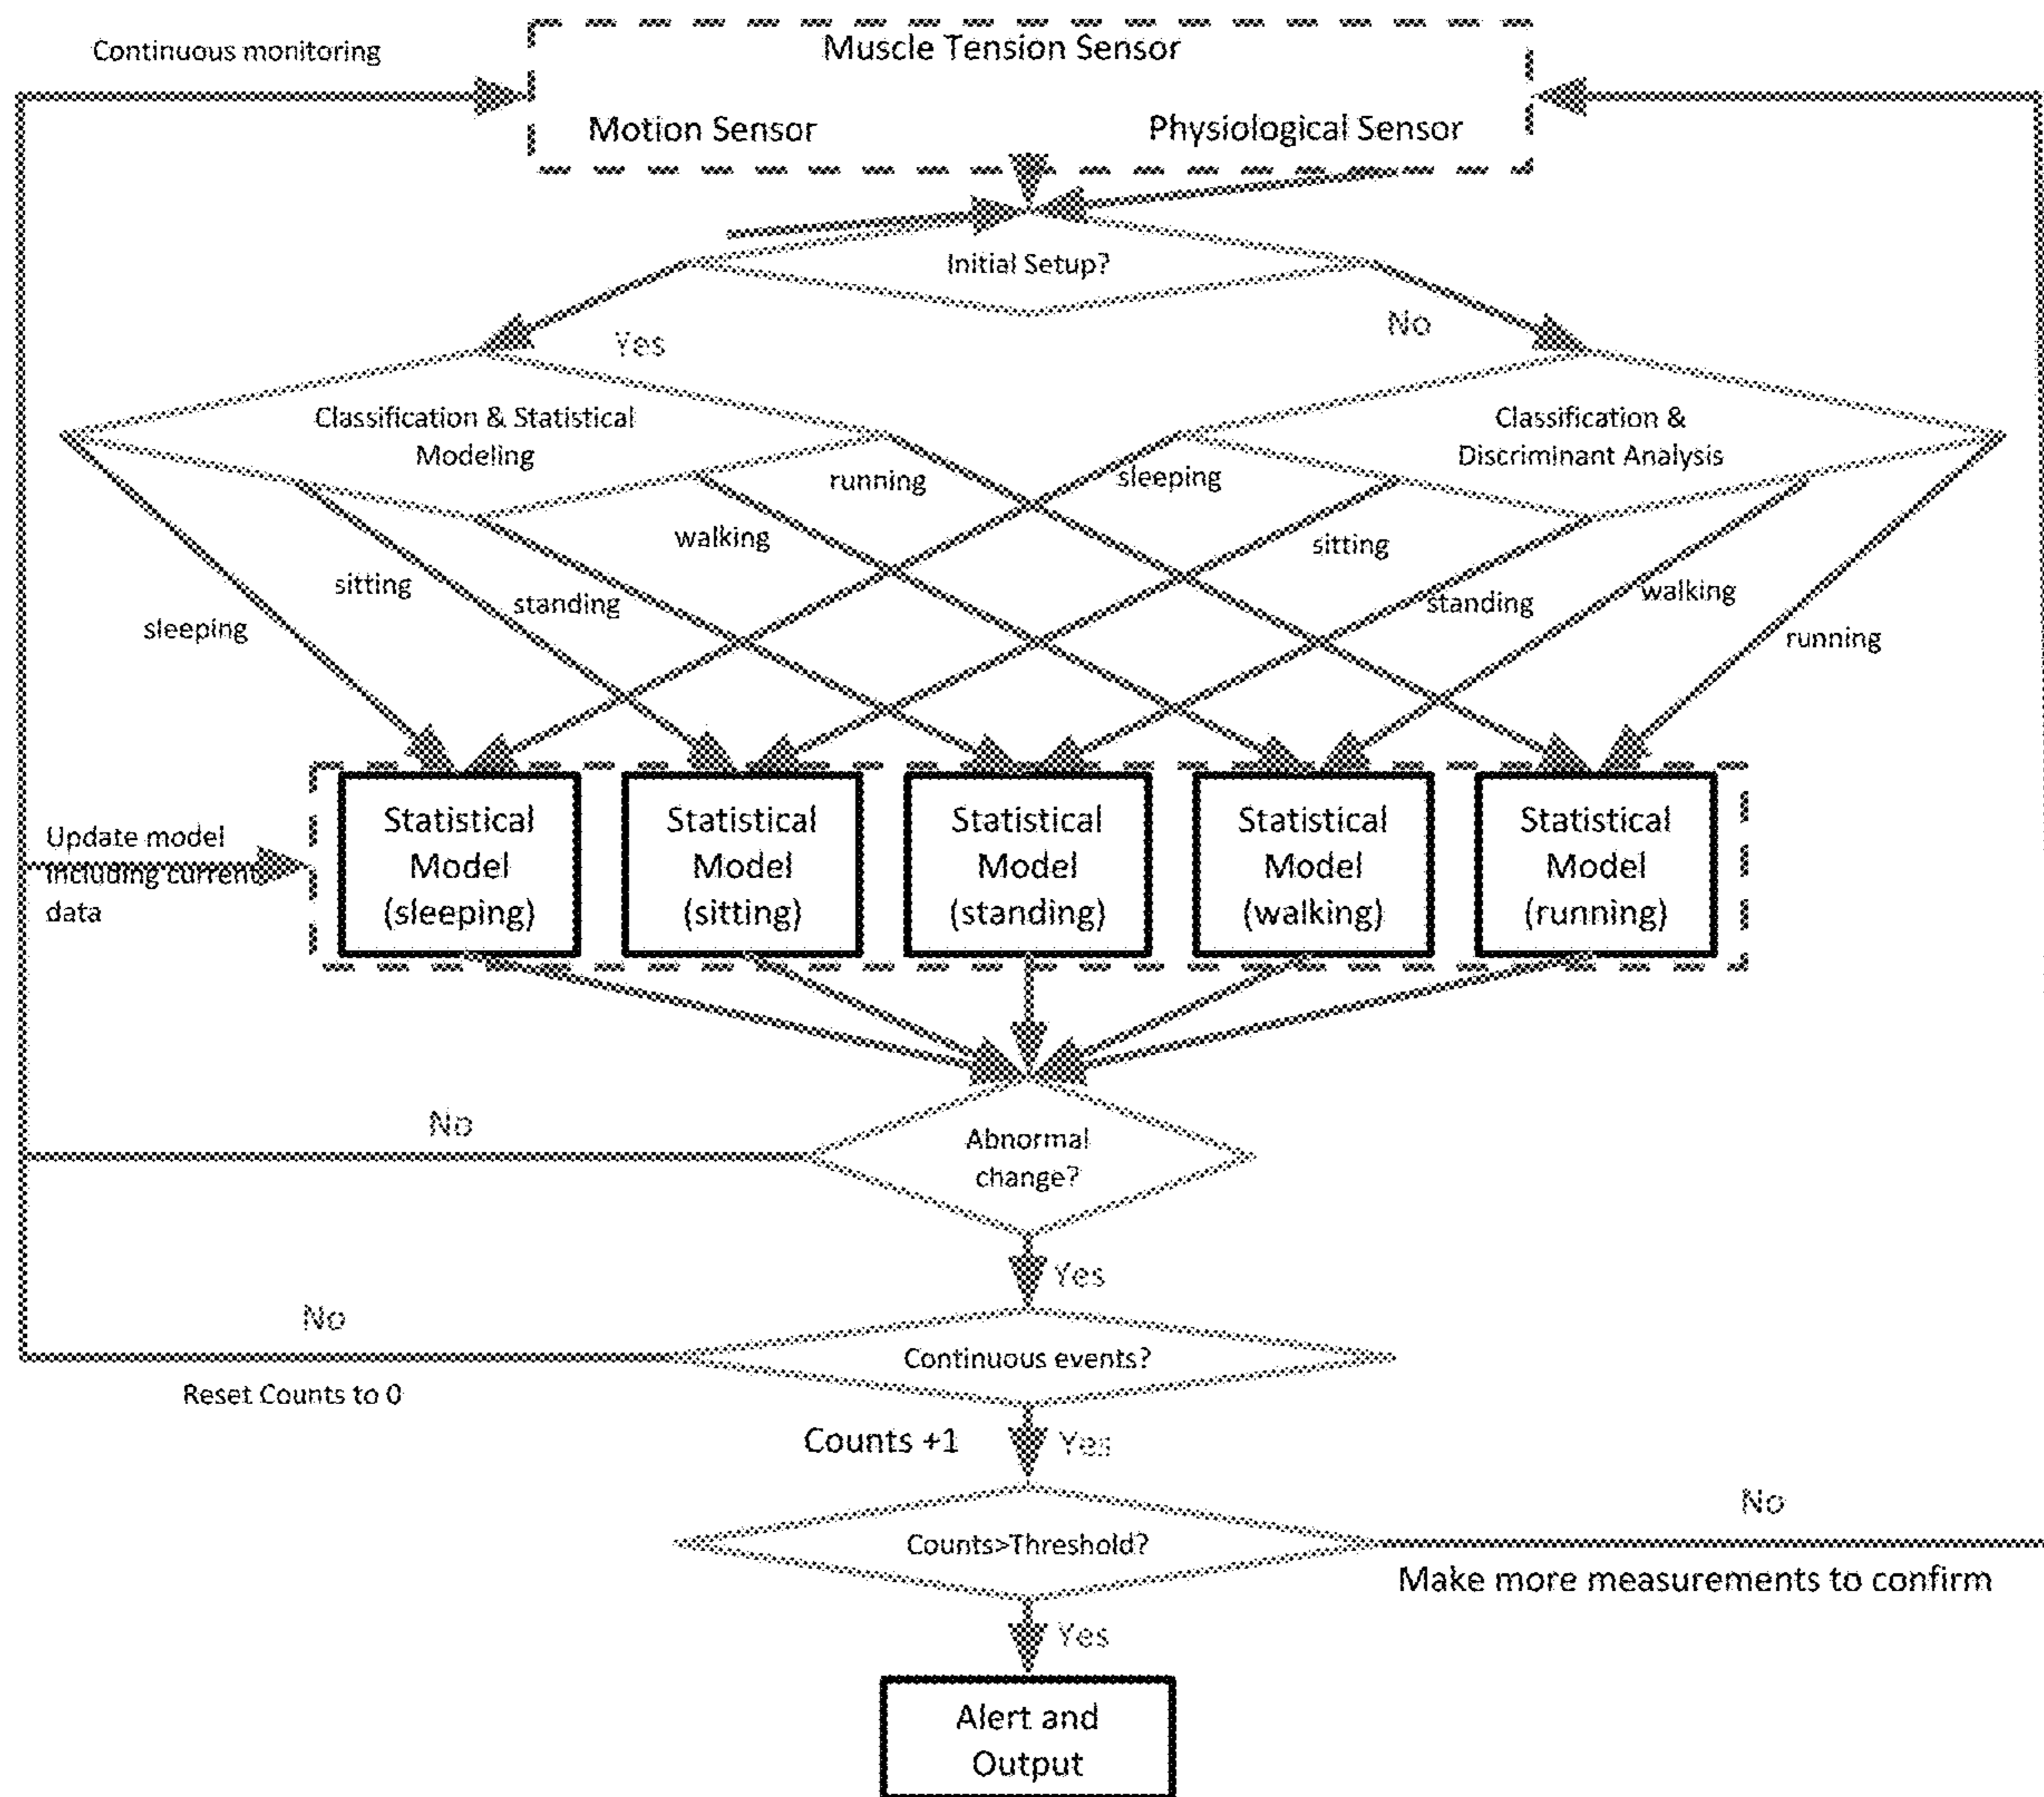 Continuous monitoring
Muscle Tension Sensor
Motion Sensor
Physiological Sensor
Initial Setup?
Yes
No
Classification & Statistical
Modeling
Classification &
Discriminant Analysis
running
sleeping
walking
sitting
sitting
standing
standing
walking
sleeping
running
Update model
including current
data
Statistical
Model
(sleeping)
Statistical
Model
(sitting)
Statistical
Model
(standing)
Statistical
Model
(walking)
Statistical
Model
(running)
No
Abnormal
change?
Yes
No
Continuous events?
Reset Counts to 0
Counts +1
Yes
No
Counts>Threshold?
Make more measurements to confirm
Yes
Alert and
Output